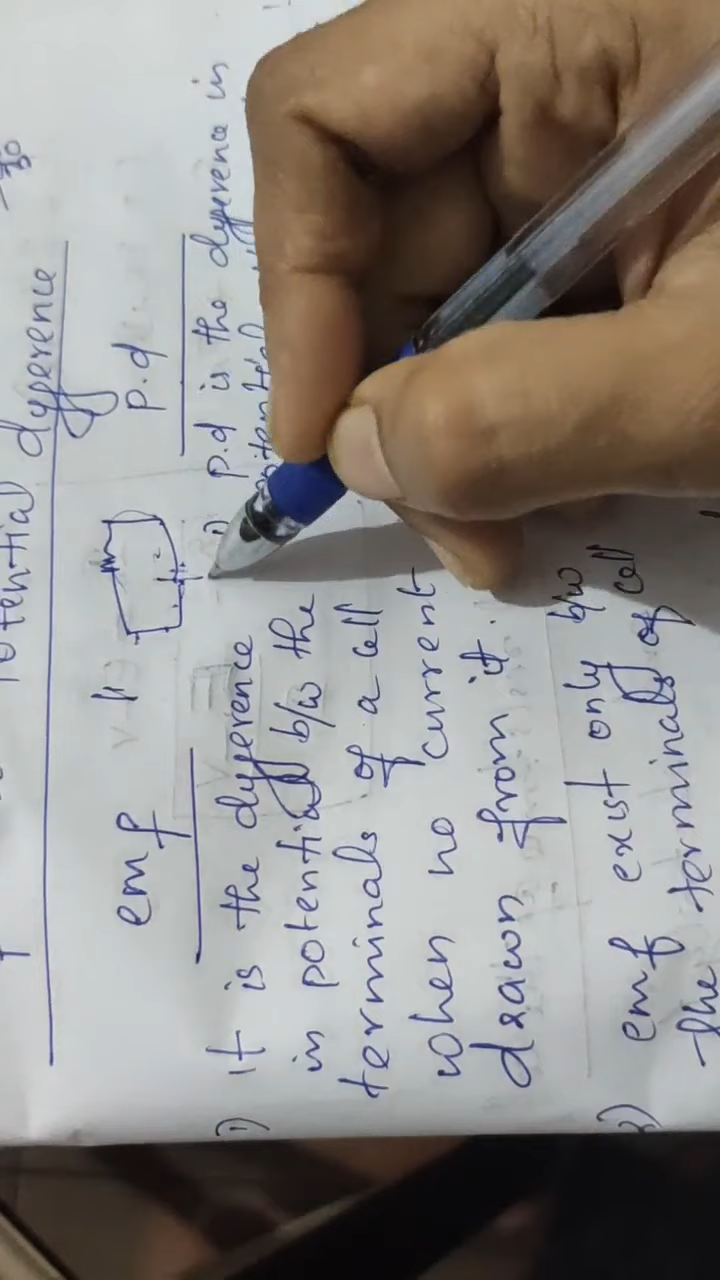 potential difference
emf
p.d
1) It is the difference
in potential b/w the
terminals of a cell
when no current
drawn from it.
2) emf exist only b/w
the terminals of cell
1) p.d is the difference in
potential